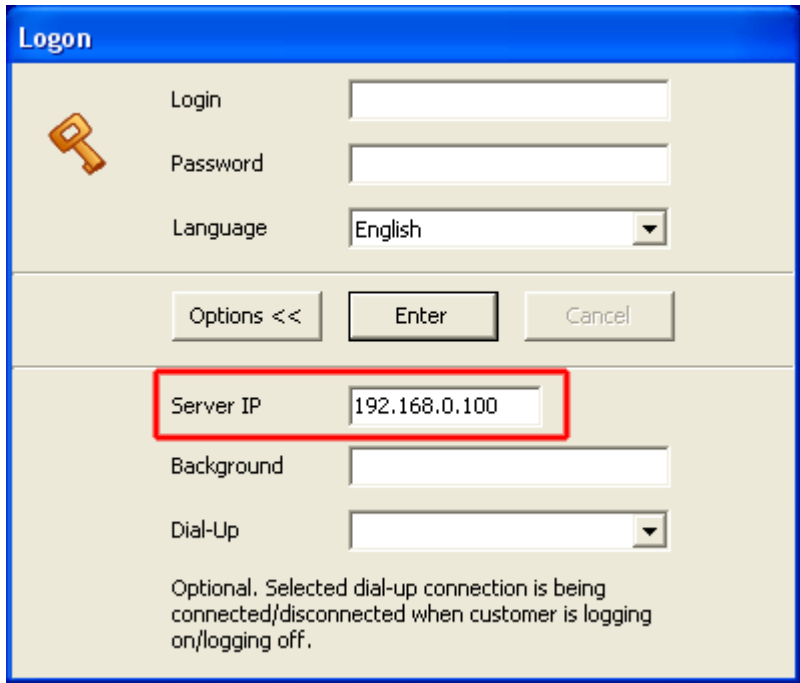 Logon
Login
Password
Language English
Options << Enter Cancel
Server IP 192.168.0.100
Background
Dial-Up
Optional. Selected dial-up connection is being
connected/disconnected when customer is logging
on/logging off.